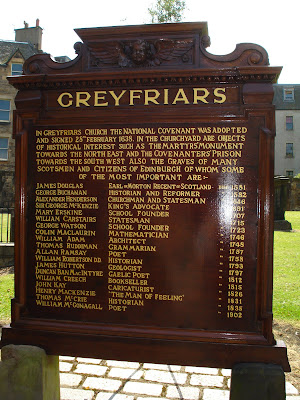 GREYFRIARS
IN GREYFRIARS CHURCH THE NATIONAL COVENANT WAS ADOPTED
AND SIGNED 28TH FEBRUARY 1638. IN THE CHURCHYARD ARE OBJECTS
OF HISTORICAL INTEREST SUCH AS THE MARTYRS MONUMENT
TOWARDS THE NORTH EAST AND THE COVENANTERS' PRISON
TOWARDS THE SOUTH WEST ALSO THE GRAVES OF MANY
SCOTSMEN AND CITIZENS OF EDINBURGH OF WHOM SOME
OF THE MOST IMPORTANT ARE:-
JAMES DOUGLAS EARL OF MORTON REGENT OF SCOTLAND 1581
GEORGE BUCHANAN HISTORIAN AND REFORMER 1582
ALEXANDER HENDERSON CHURCHMAN AND STATESMAN 1646
SIR GEORGE MCKENZIE KING'S ADVOCATE 1691
MARY ERSKINE SCHOOL FOUNDER 1707
WILLIAM CARSTAIRS STATESMAN 1715
GEORGE WATSON SCHOOL FOUNDER 1723
COLIN MACLAURIN MATHEMATICIAN 1746
WILLIAM ADAM ARCHITECT 1748
THOMAS RUDDIMAN GRAMMARIAN
ALLAN RAMSAY POET 1758
WILLIAM ROBERTSON DD HISTORIAN 1793
JAMES HUTTON GEOLOGIST 1797
DUNCAN BAN MACINTYRE GAELIC POET 1812
WILLIAM CREECH BOOKSELLER 1815
JOHN KAY CARICATURIST 1826
HENRY MACKENZIE 'THE MAN OF FEELING' 1831
THOMAS MCCRIE HISTORIAN 1835
WILLIAM MCGONAGALL POET 1902